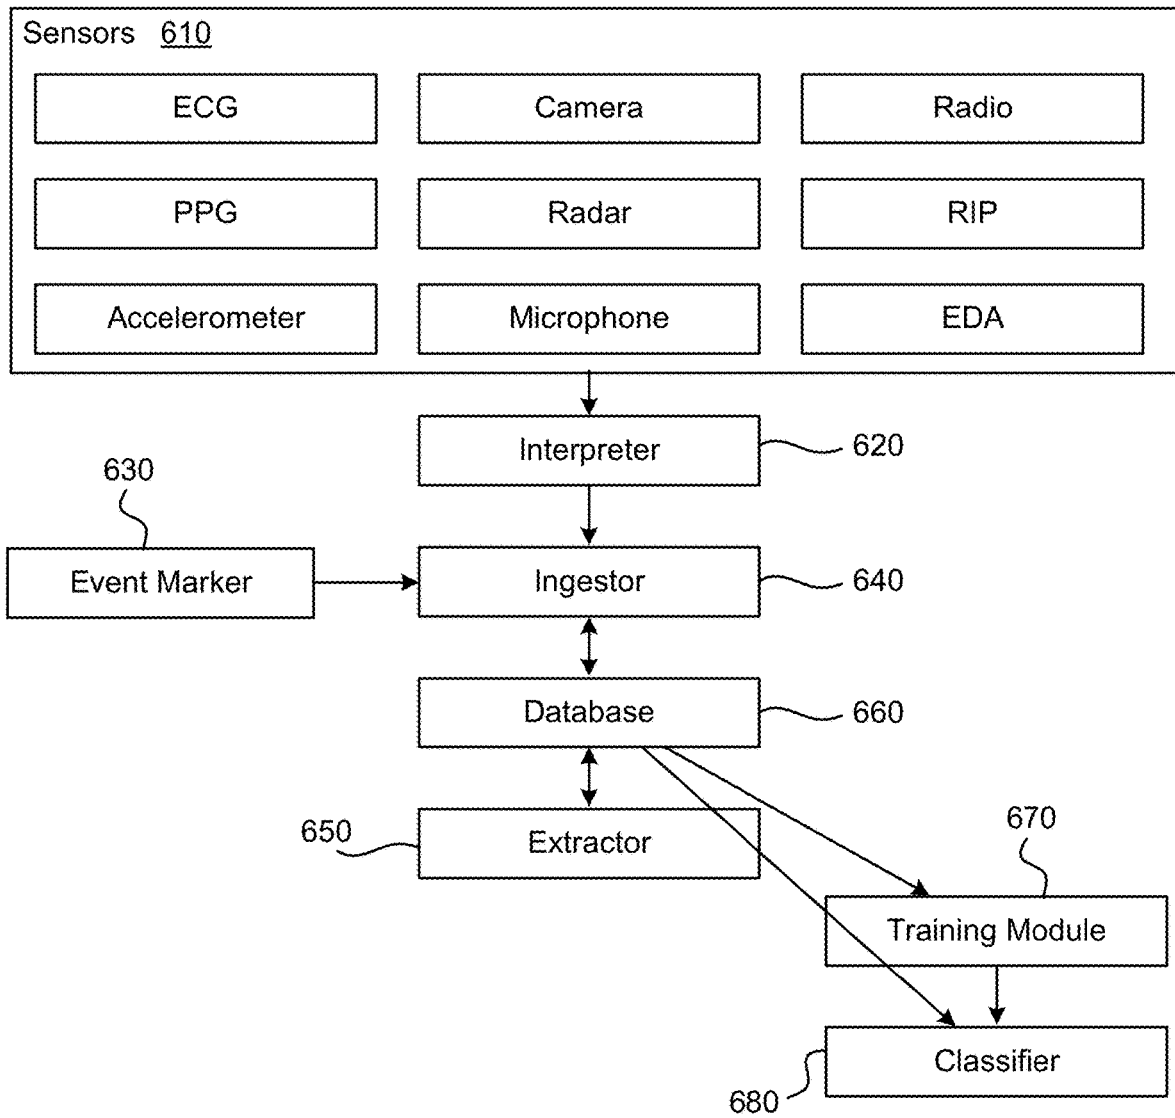 Sensors 610
ECG Camera Radio
PPG Radar RIP
Accelerometer Microphone EDA
Interpreter 620
630
Event Marker Ingestor 640
Database 660
650 Extractor
670
Training Module
Classifier
680